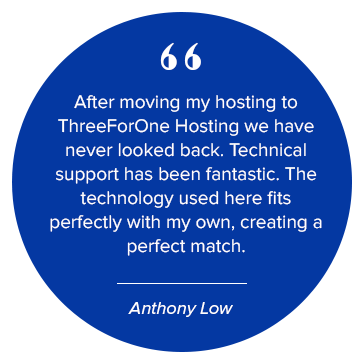 “
After moving my hosting to
ThreeForOne Hosting we have
never looked back. Technical
support has been fantastic. The
technology used here fits
perfectly with my own, creating a
perfect match.
Anthony Low